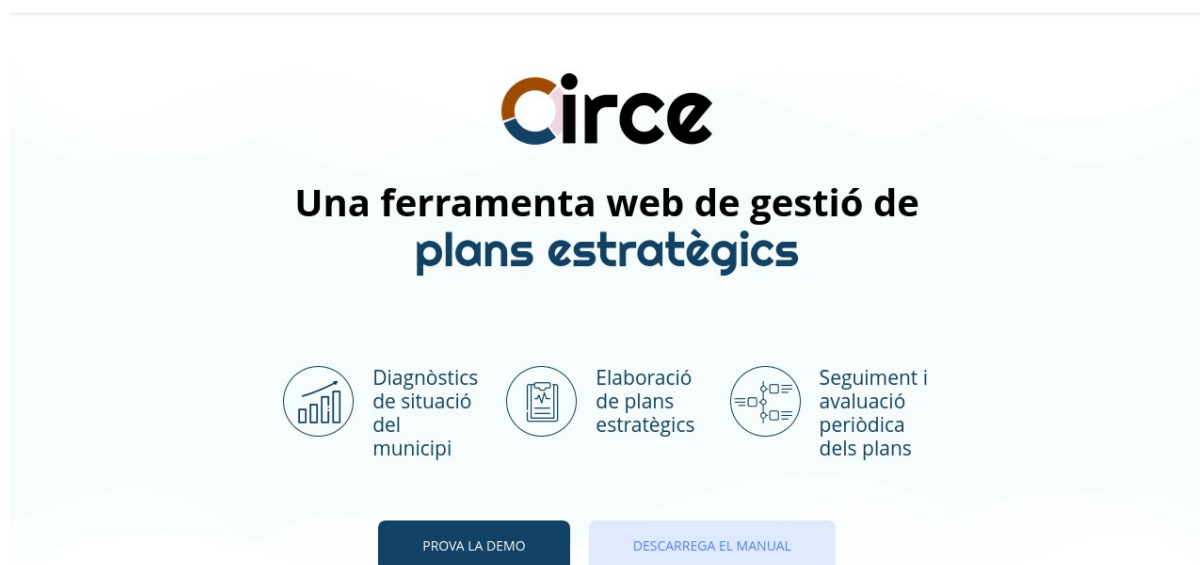 Circe
Una ferramenta web de gestió de
plans estratègics
Diagnòstics
de situació
del
municipi
Elaboració
de plans
estratègics
Seguiment i
avaluació
periòdica
dels plans
PROVA LA DEMO
DESCARREGA EL MANUAL